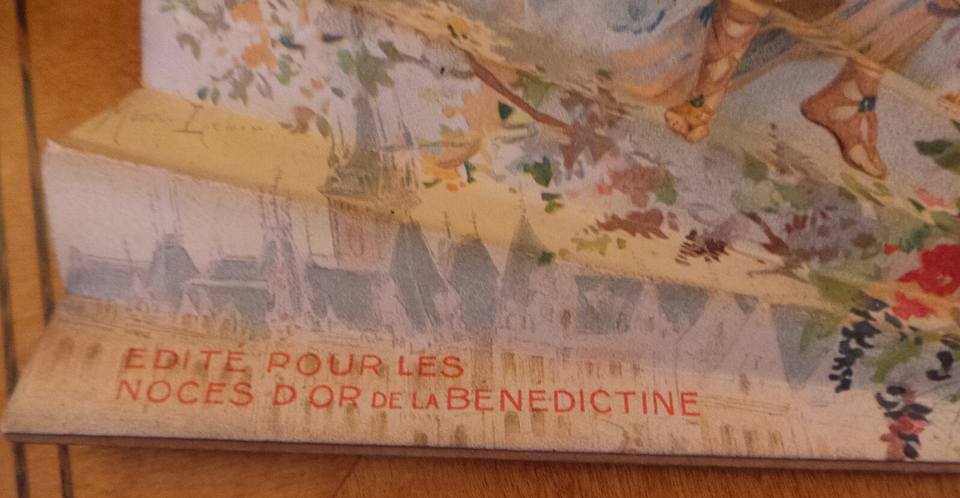 EDITÉ POUR LES
NOCES D'OR DE LA BÉNÉDICTINE